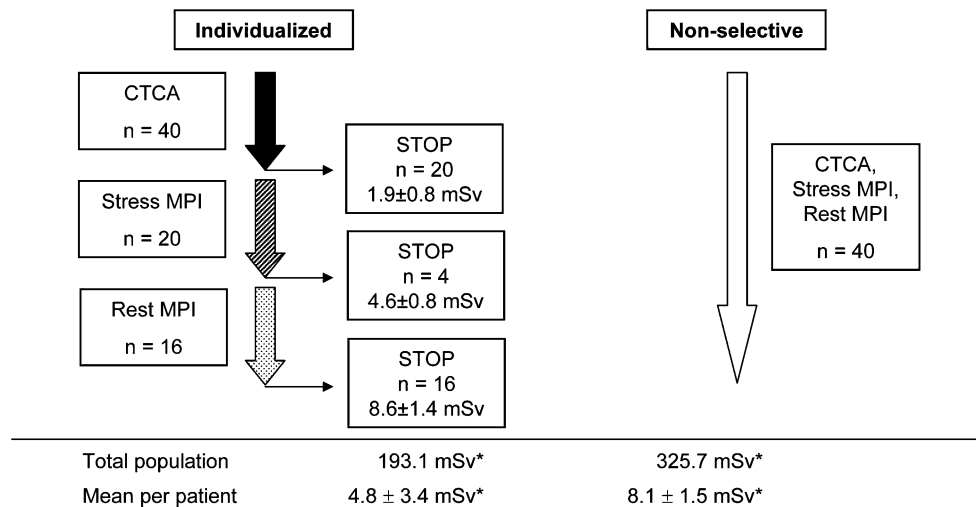 Individualized
Non-selective
CTCA
n = 40
STOP
n = 20
1.9±0.8 mSv
Stress MPI
n = 20
STOP
n = 4
4.6±0.8 mSv
Rest MPI
n = 16
STOP
n = 16
8.6±1.4 mSv
CTCA,
Stress MPI,
Rest MPI
n = 40
Total population 193.1 mSv* 325.7 mSv*
Mean per patient 4.8 ± 3.4 mSv* 8.1 ± 1.5 mSv*